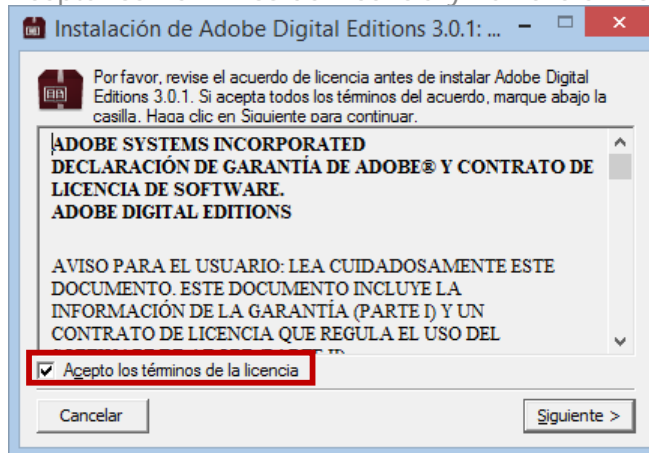 Instalación de Adobe Digital Editions 3.0.1: ...
Por favor, revise el acuerdo de licencia antes de instalar Adobe Digital
Editions 3.0.1. Si acepta todos los términos del acuerdo, marque abajo la
casilla. Haga clic en Siguiente para continuar.
ADOBE SYSTEMS INCORPORATED
DECLARACIÓN DE GARANTÍA DE ADOBE® Y CONTRATO DE
LICENCIA DE SOFTWARE.
ADOBE DIGITAL EDITIONS
AVISO PARA EL USUARIO: LEA CUIDADOSAMENTE ESTE
DOCUMENTO. ESTE DOCUMENTO INCLUYE LA
INFORMACIÓN DE LA GARANTÍA (PARTE I) Y UN
CONTRATO DE LICENCIA QUE REGULA EL USO DEL
Acepto los términos de la licencia
Cancelar
Siguiente >